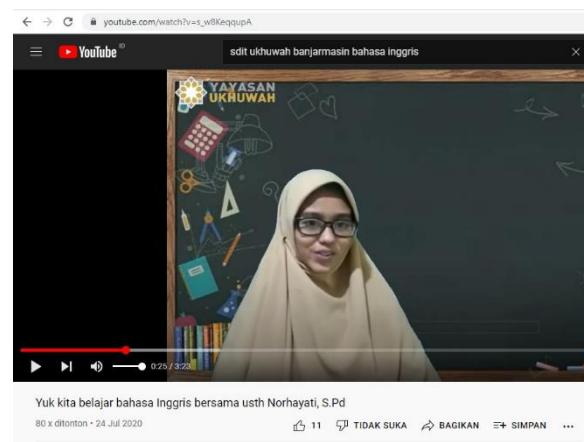 youtube.com/watch?v=s_w8KeqqupA
YouTube ID
sdit ukhuwah banjarmasin bahasa inggris
YAYASAN
UKHUWAH
0:25 / 3:23
Yuk kita belajar bahasa Inggris bersama usth Norhayati, S.Pd
80 x ditonton • 24 Jul 2020
11 TIDAK SUKA BAGIKAN SIMPAN